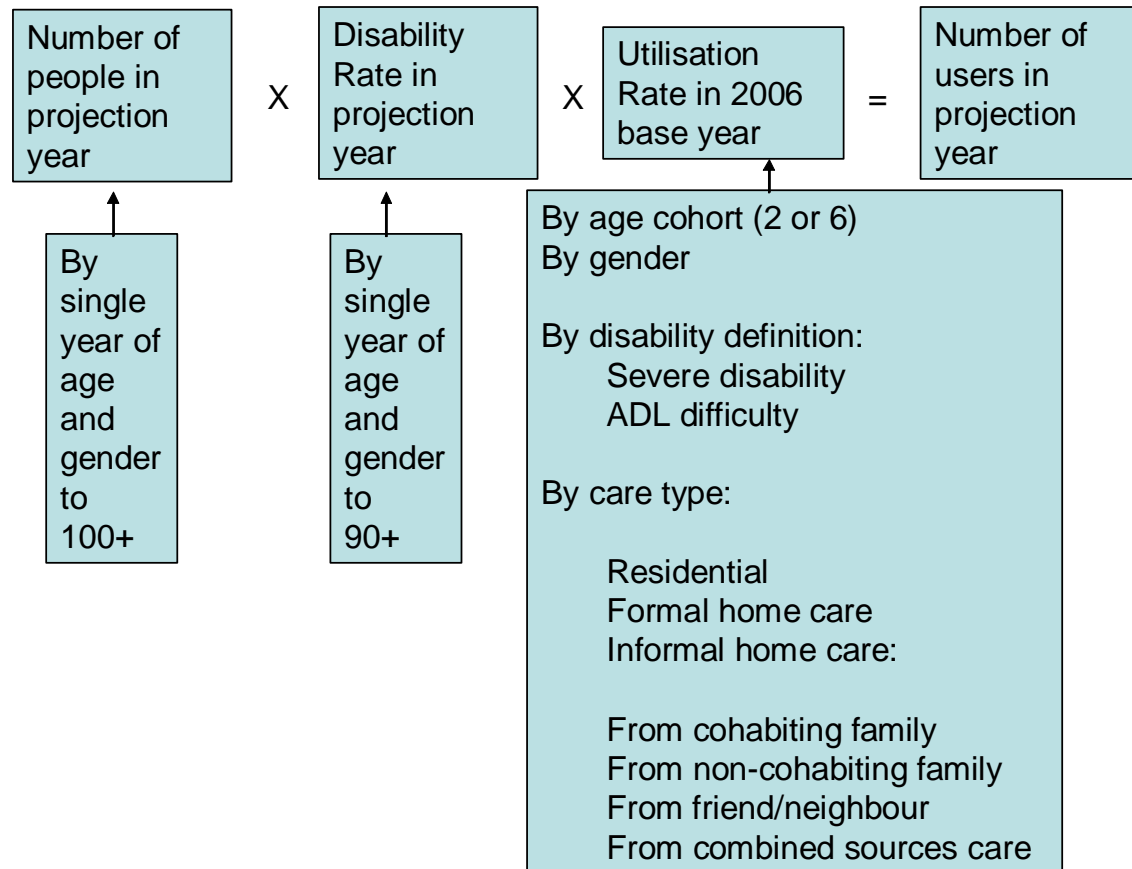 Number of
people in
projection
year
X
Disability
Rate in
projection
year
X
Utilisation
Rate in 2006
base year
=
Number of
users in
projection
year
By
single
year of
age
and
gender
to
100+
By
single
year of
age
and
gender
to
90+
By age cohort (2 or 6)
By gender
By disability definition:
Severe disability
ADL difficulty
By care type:
Residential
Formal home care
Informal home care:
From cohabiting family
From non-cohabiting family
From friend/neighbour
From combined sources care